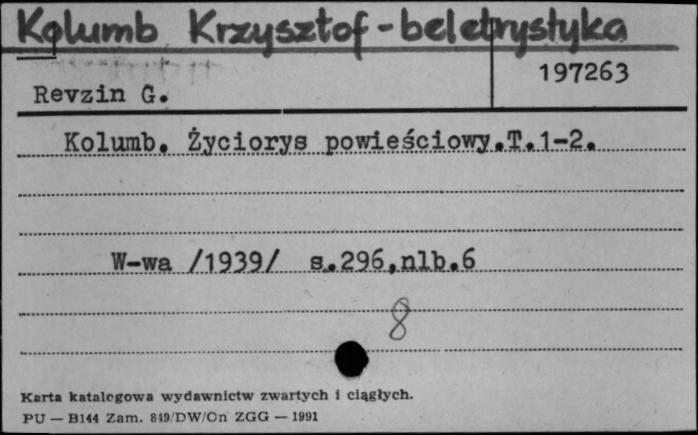 Kolumb Krzysztof - beletrystyka
197263
Revzin G.
Kolumb. Życiorys powieściowy.T.1-2.
W-wa /1939/ s.296,nlb.6
8
Karta katalogowa wydawnictw zwartych i ciągłych.
PU — B144 Zam. 849/DW/On ZGG — 1991